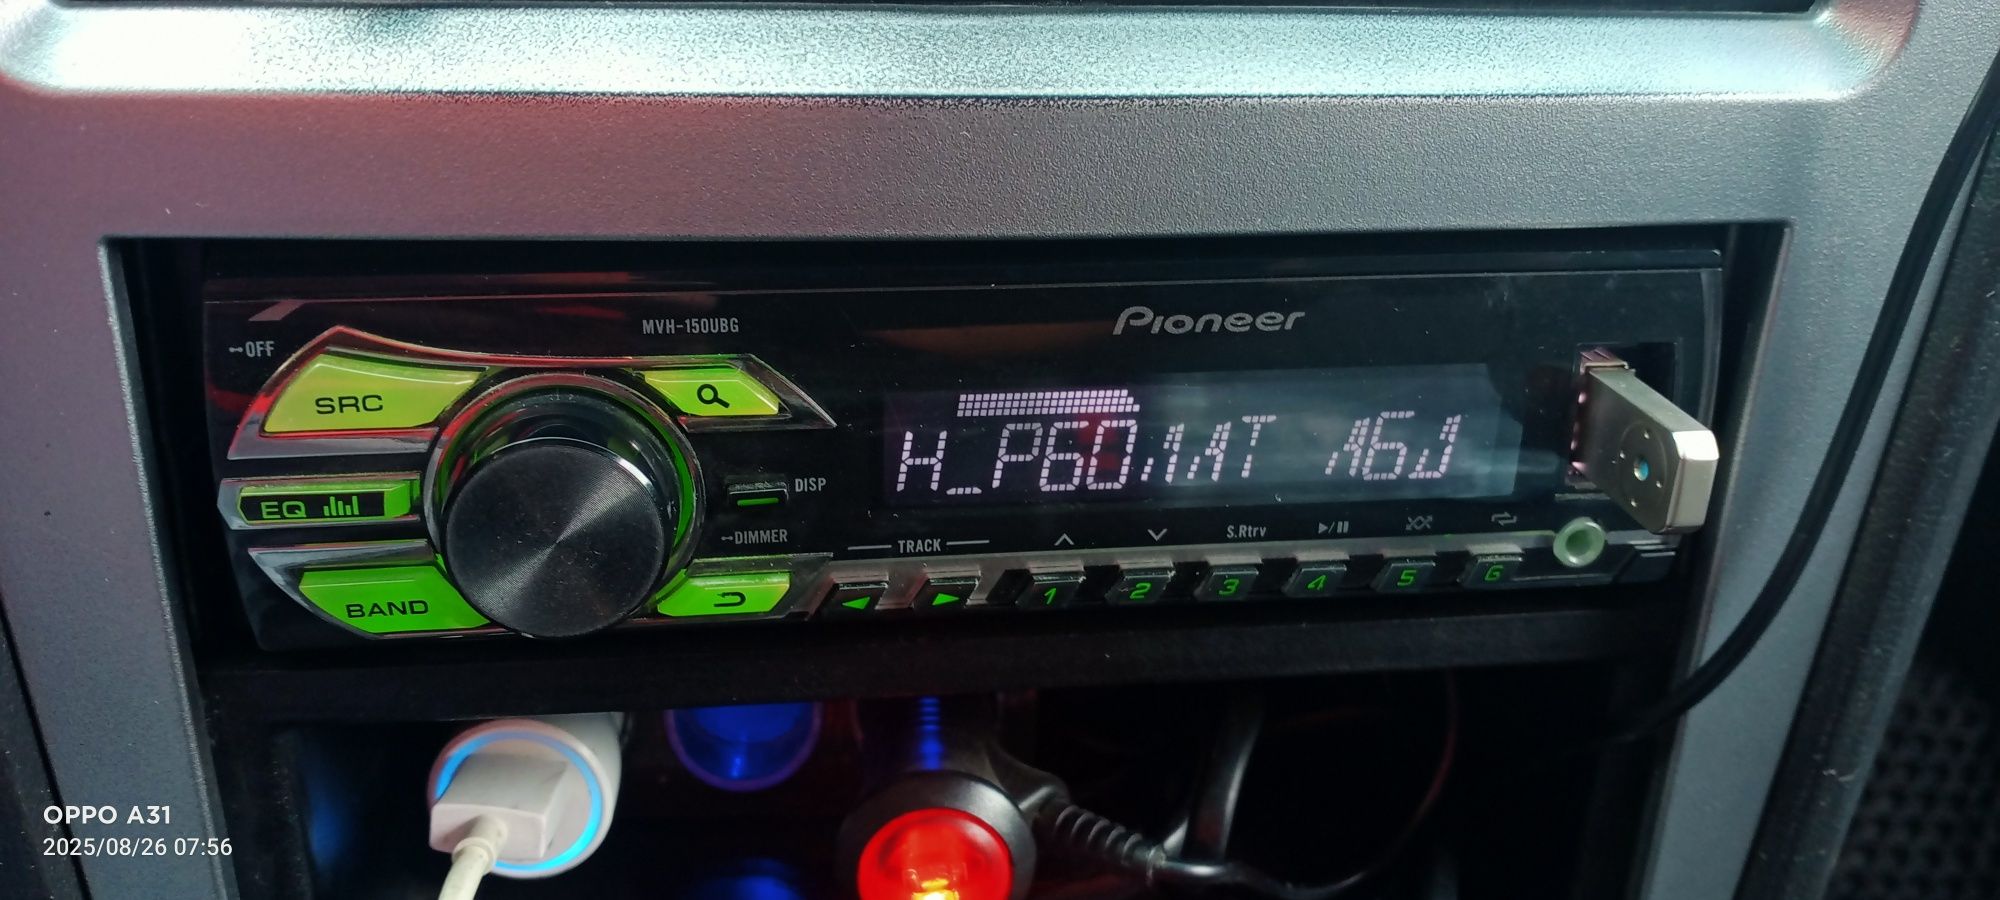 MVH-150UBG
Pioneer
OFF
SRC
DISP
EQ
DIMMER
TRACK
S.Rtrv
BAND
1 2 3 4 5 6
OPPO A31
2025/08/26 07:56